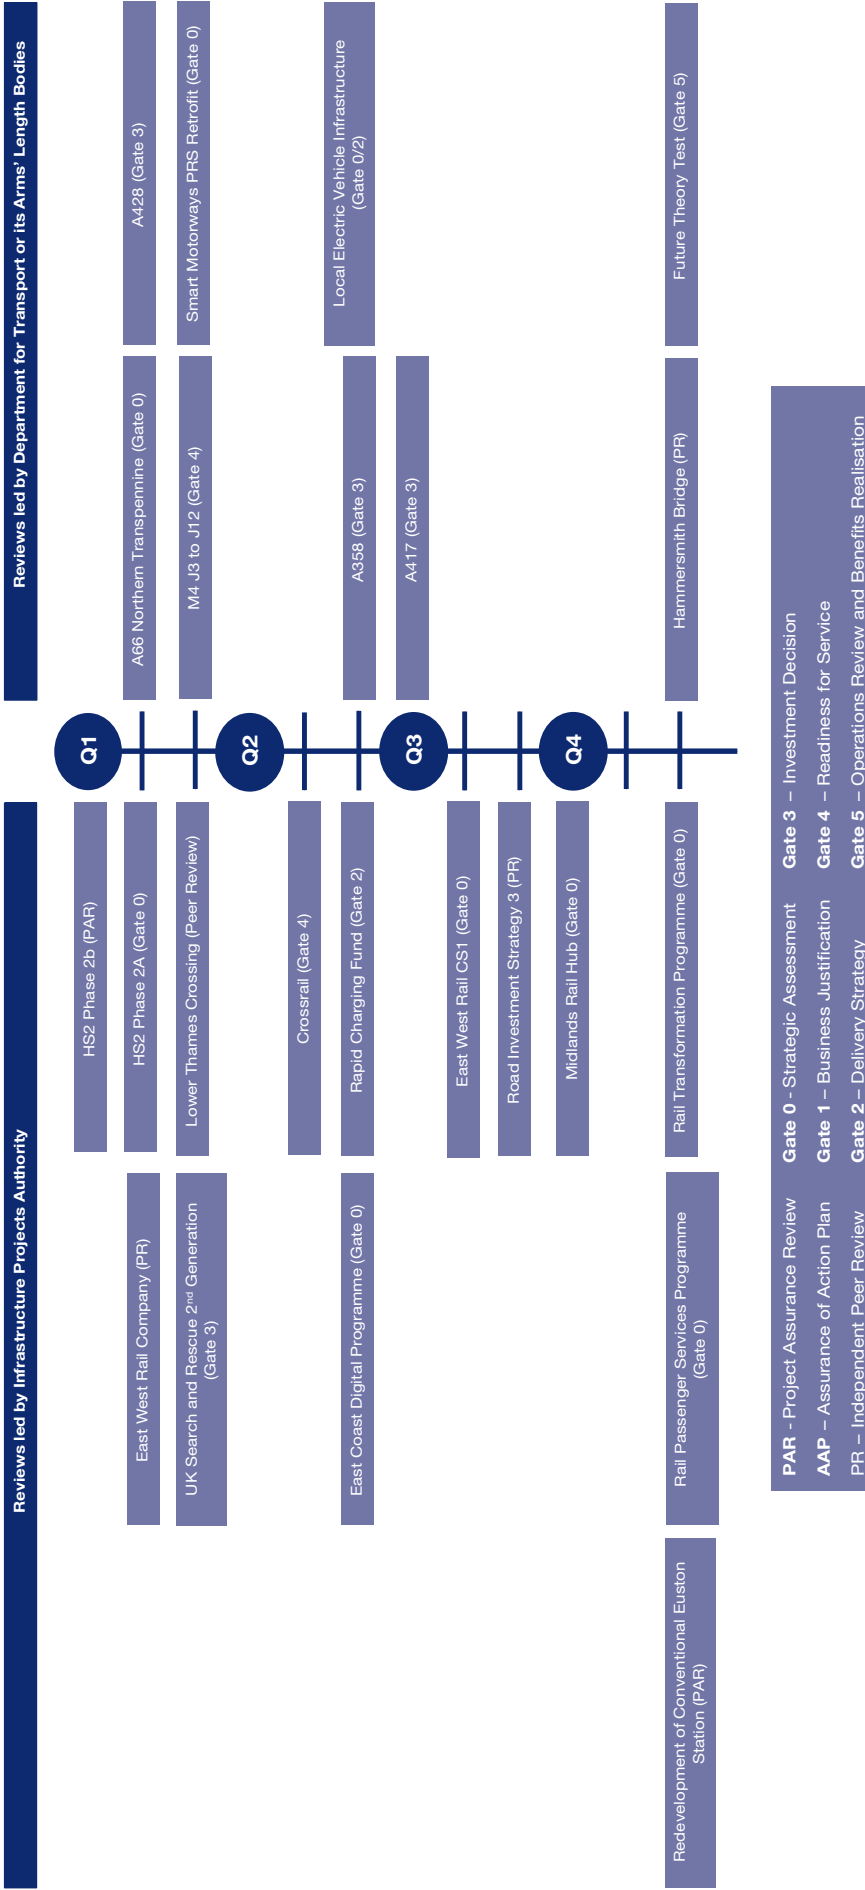 Reviews led by Infrastructure Projects Authority
Reviews led by Department for Transport or its Arms' Length Bodies
Q1
HS2 Phase 2b (PAR)
East West Rail Company (PR)
HS2 Phase 2A (Gate 0)
A66 Northern Transpennine (Gate 0)
A428 (Gate 3)
UK Search and Rescue 2nd Generation
(Gate 3)
Lower Thames Crossing (Peer Review)
M4 J3 to J12 (Gate 4)
Smart Motorways PRS Retrofit (Gate 0)
Q2
Crossrail (Gate 4)
East Coast Digital Programme (Gate 0)
Rapid Charging Fund (Gate 2)
A358 (Gate 3)
Local Electric Vehicle Infrastructure
(Gate 0/2)
Q3
A417 (Gate 3)
East West Rail CS1 (Gate 0)
Road Investment Strategy 3 (PR)
Q4
Midlands Rail Hub (Gate 0)
Redevelopment of Conventional Euston
Station (PAR)
Rail Passenger Services Programme
(Gate 0)
Rail Transformation Programme (Gate 0)
Hammersmith Bridge (PR)
Future Theory Test (Gate 5)
PAR - Project Assurance Review Gate 0 - Strategic Assessment Gate 3 – Investment Decision
AAP – Assurance of Action Plan Gate 1 – Business Justification Gate 4 – Readiness for Service
PR – Independent Peer Review Gate 2 – Delivery Strategy Gate 5 – Operations Review and Benefits Realisation